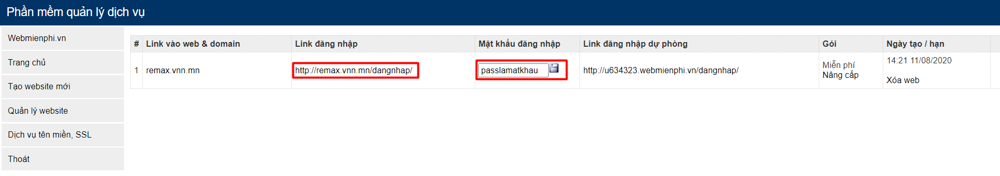 Phần mềm quản lý dịch vụ
Webmienphi.vn
Trang chủ
Tạo website mới
Quản lý website
Dịch vụ tên miền, SSL
Thoát
# Link vào web & domain Link đăng nhập Mật khẩu đăng nhập Link đăng nhập dự phòng Gói Ngày tạo / hạn
1 remax.vnn.mn http://remax.vnn.mn/dangnhap/ passlamatkhau http://u634323.webmienphi.vn/dangnhap/
Miễn phí
Nâng cấp
14:21 11/08/2020
Xóa web